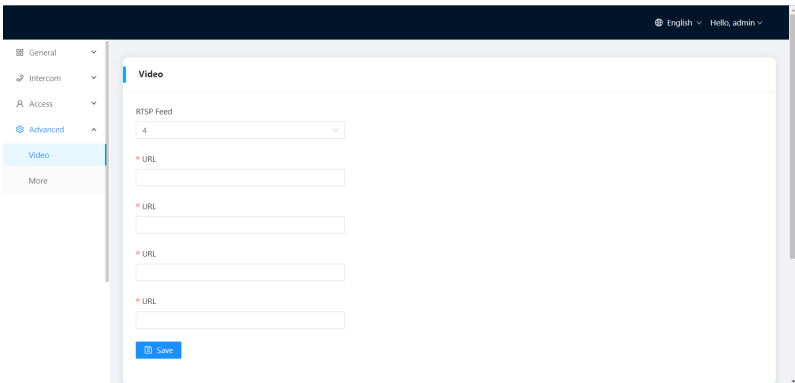 English Hello, admin
General
Intercom
Access
Advanced
Video
More
Video
RTSP Feed
4
* URL
* URL
* URL
* URL
Save